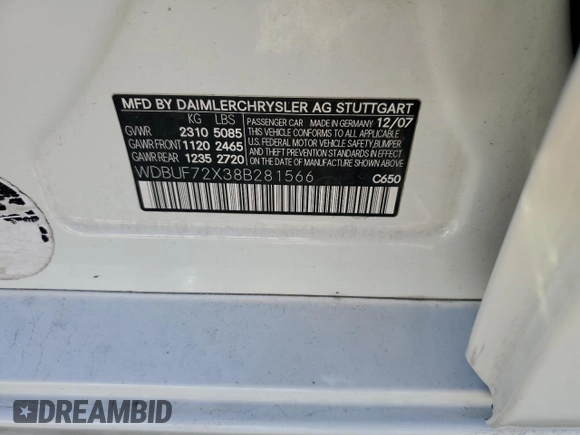 MFD BY DAIMLERCHRYSLER AG STUTTGART
KG LBS PASSENGER CAR MADE IN GERMANY 12/07
GVWR 2310 5085 THIS VEHICLE CONFORMS TO ALL APPLICABLE
GAWR FRONT 1120 2465 U.S. FEDERAL MOTOR VEHICLE SAFETY, BUMPER
GAWR REAR 1235 2720 AND THEFT PREVENTION STANDARDS IN EFFECT ON THE
DATE OF MANUFACTURE SHOWN ABOVE
WDBUF72X38B281566 C650
DREAMBID